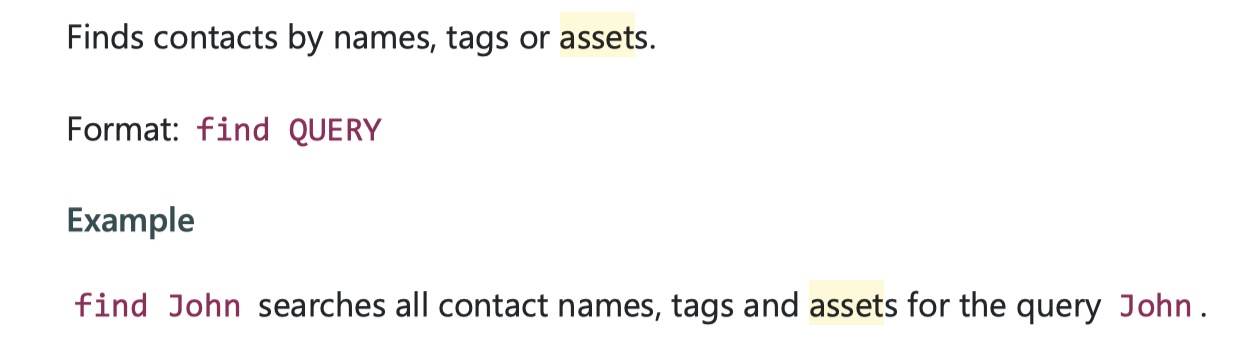 Finds contacts by names, tags or assets.
Format: find QUERY
Example
find John searches all contact names, tags and assets for the query John.